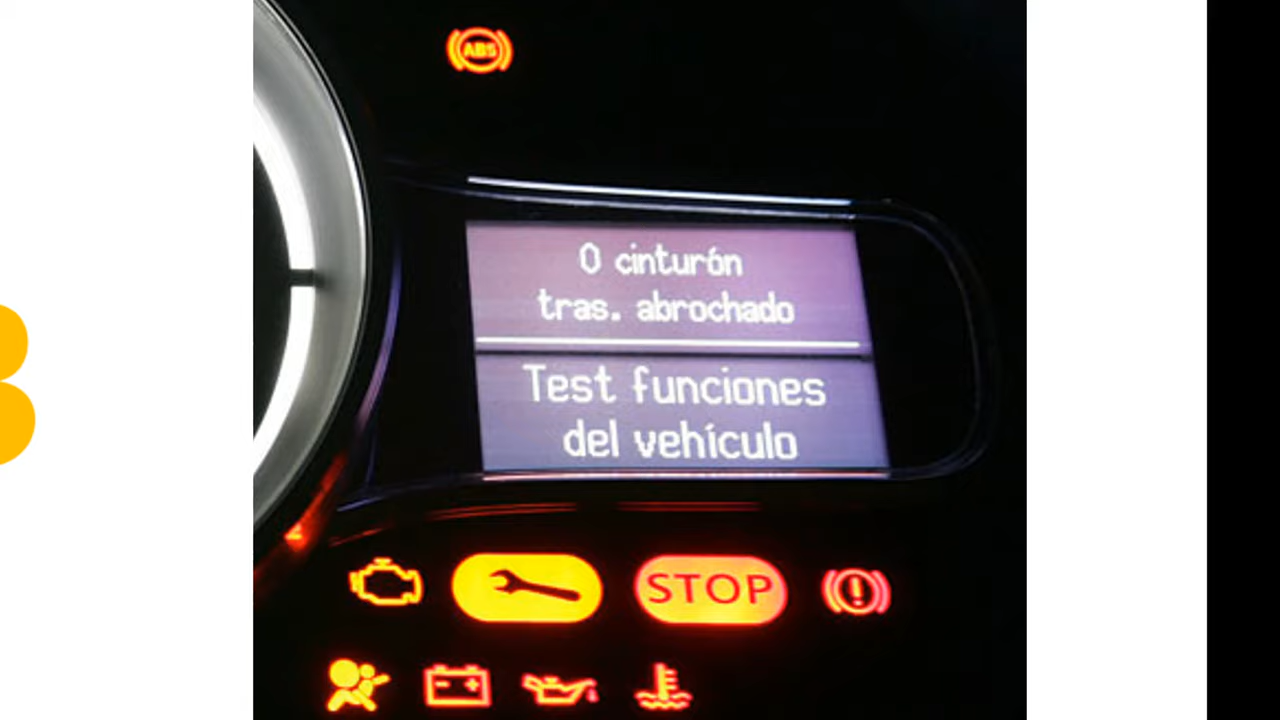 ABS
0 cinturón
tras. abrochado
Test funciones
del vehículo
STOP